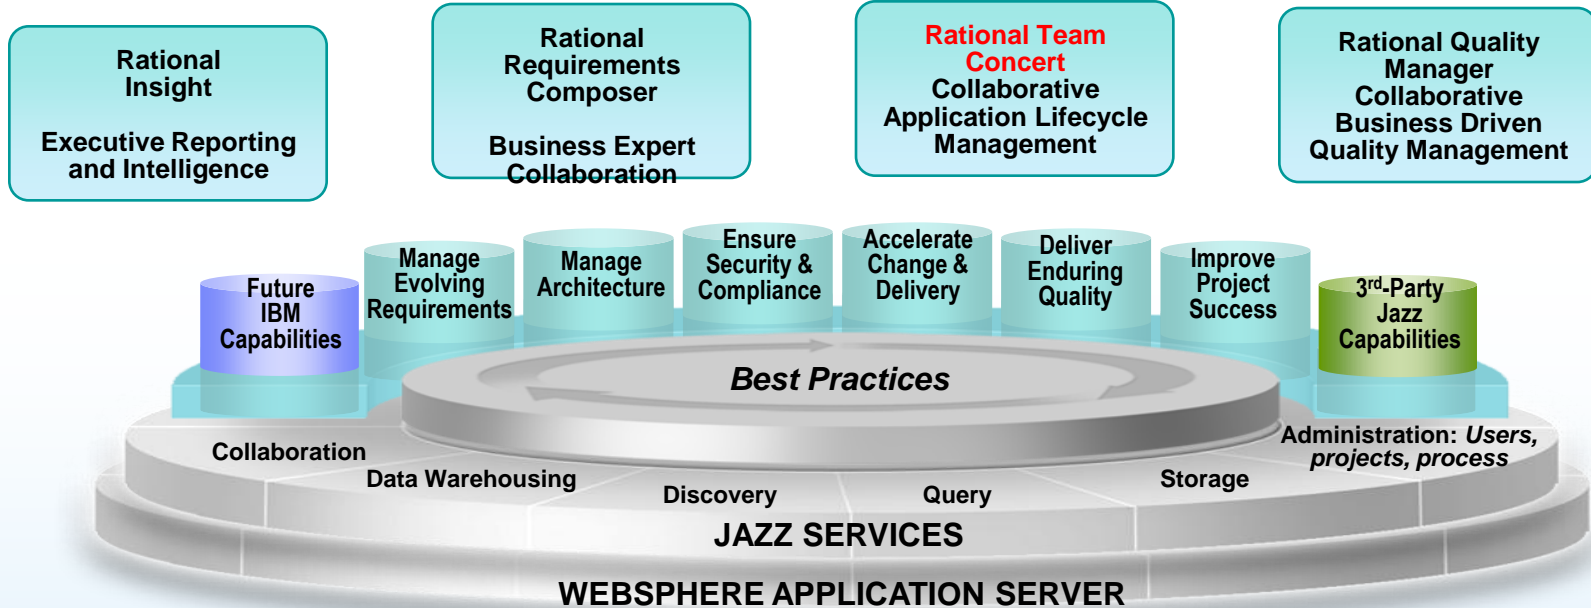 Rational
Insight
Executive Reporting
and Intelligence
Rational
Requirements
Composer
Business Expert
Collaboration
Rational Team
Concert
Collaborative
Application Lifecycle
Management
Rational Quality
Manager
Collaborative
Business Driven
Quality Management
Future
IBM
Capabilities
Manage
Evolving
Requirements
Manage
Architecture
Ensure
Security &
Compliance
Accelerate
Change &
Delivery
Deliver
Enduring
Quality
Improve
Project
Success
3rd-Party
Jazz
Capabilities
Best Practices
Collaboration
Data Warehousing
Discovery
Query
Storage
Administration: Users,
projects, process
JAZZ SERVICES
WEBSPHERE APPLICATION SERVER